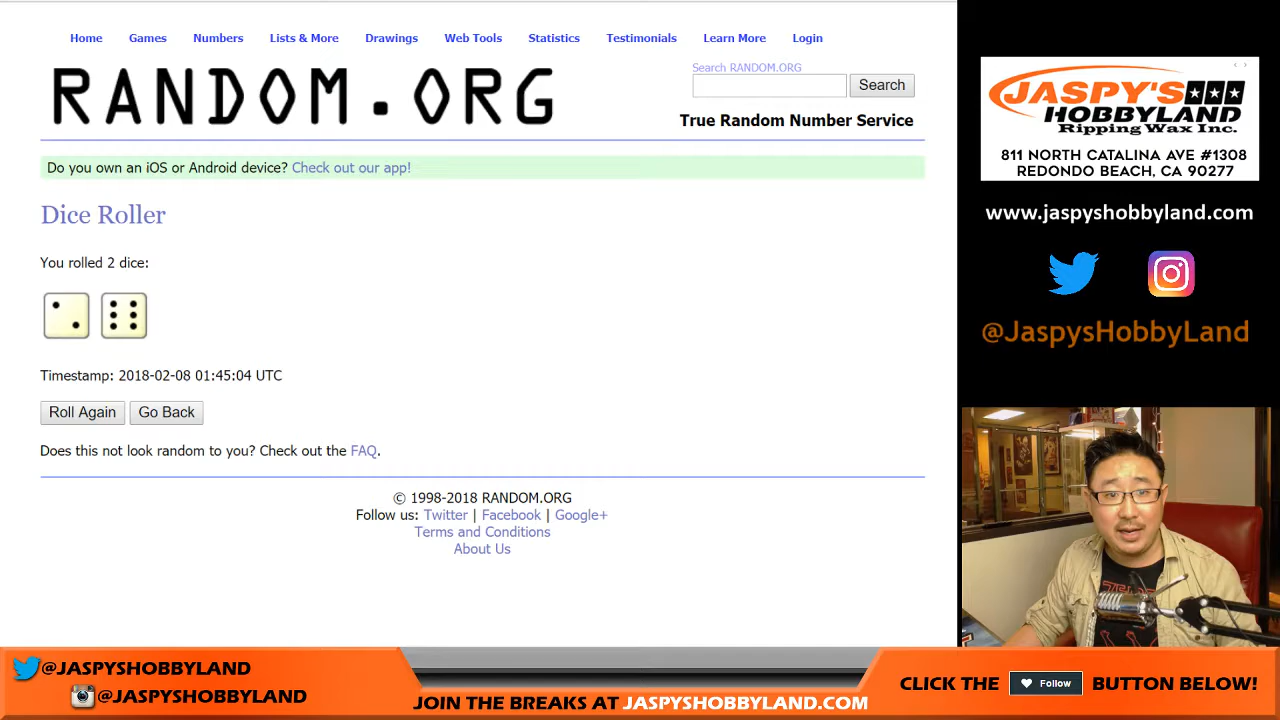 Home Games Numbers Lists & More Drawings Web Tools Statistics Testimonials Learn More Login
RANDOM.ORG
Search RANDOM.ORG
Search
True Random Number Service
Do you own an iOS or Android device? Check out our app!
Dice Roller
You rolled 2 dice:
Timestamp: 2018-02-08 01:45:04 UTC
Roll Again Go Back
Does this not look random to you? Check out the FAQ.
© 1998-2018 RANDOM.ORG
Follow us: Twitter | Facebook | Google+
Terms and Conditions
About Us
JASPY'S
HOBBYLAND
Ripping Wax Inc.
811 NORTH CATALINA AVE #1308
REDONDO BEACH, CA 90277
www.jaspyshobbyland.com
@JaspysHobbyLand
@JASPYSHOBBYLAND
@JASPYSHOBBYLAND
JOIN THE BREAKS AT JASPYSHOBBYLAND.COM
CLICK THE Follow BUTTON BELOW!